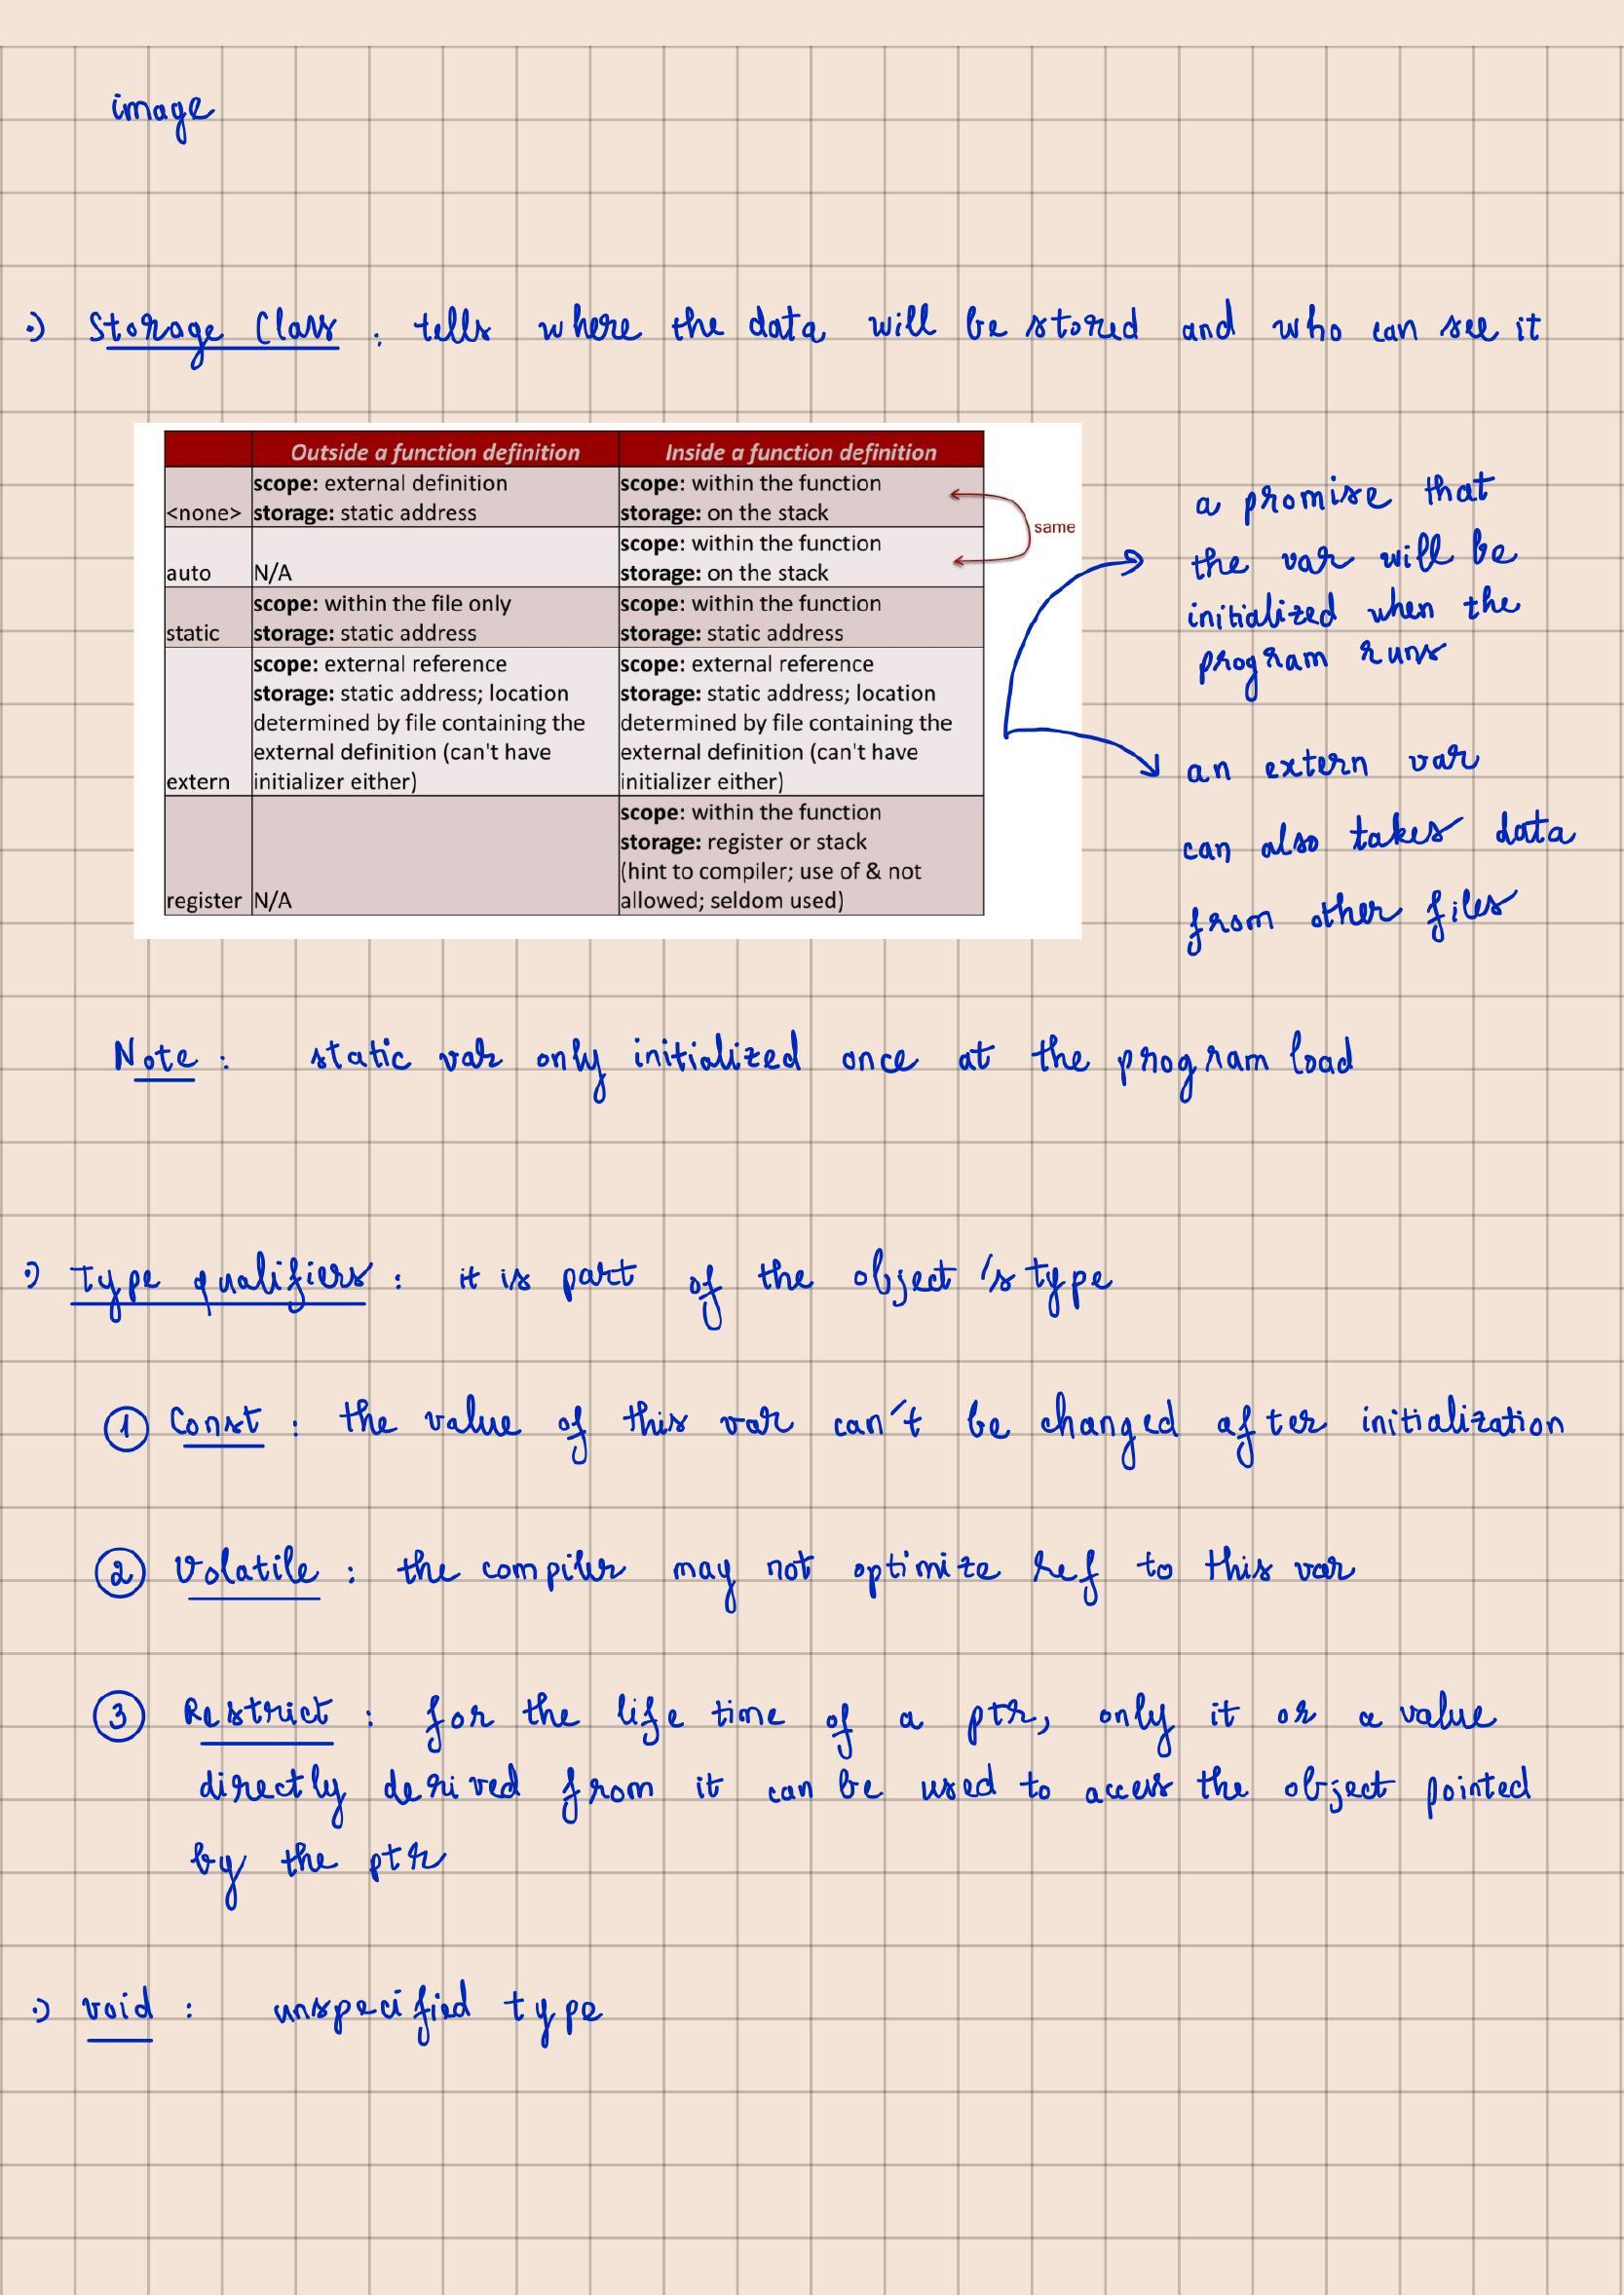 image
:) Storage Class : tells where the data will be stored and who can see it
Outside a function definition Inside a function definition
<none> scope: external definition
storage: static address scope: within the function
storage: on the stack
same
auto N/A scope: within the function
storage: on the stack
static scope: within the file only
storage: static address scope: within the function
storage: static address
extern scope: external reference
storage: static address; location
determined by file containing the
external definition (can't have
initializer either) scope: external reference
storage: static address; location
determined by file containing the
external definition (can't have
initializer either)
register N/A scope: within the function
storage: register or stack
(hint to compiler; use of & not
allowed; seldom used)
a promise that
the var will be
initialized when the
program runs
an extern var
can also takes data
from other files
Note : static var only initialized once at the program load
:) type qualifiers : it is part of the object 's type
① Const : the value of this var can't be changed after initialization
② Volatile : the compiler may not optimize ref to this var
③ Restrict : for the life time of a ptr, only it or a value
directly derived from it can be used to access the object pointed
by the ptr
:) void : unspecified type